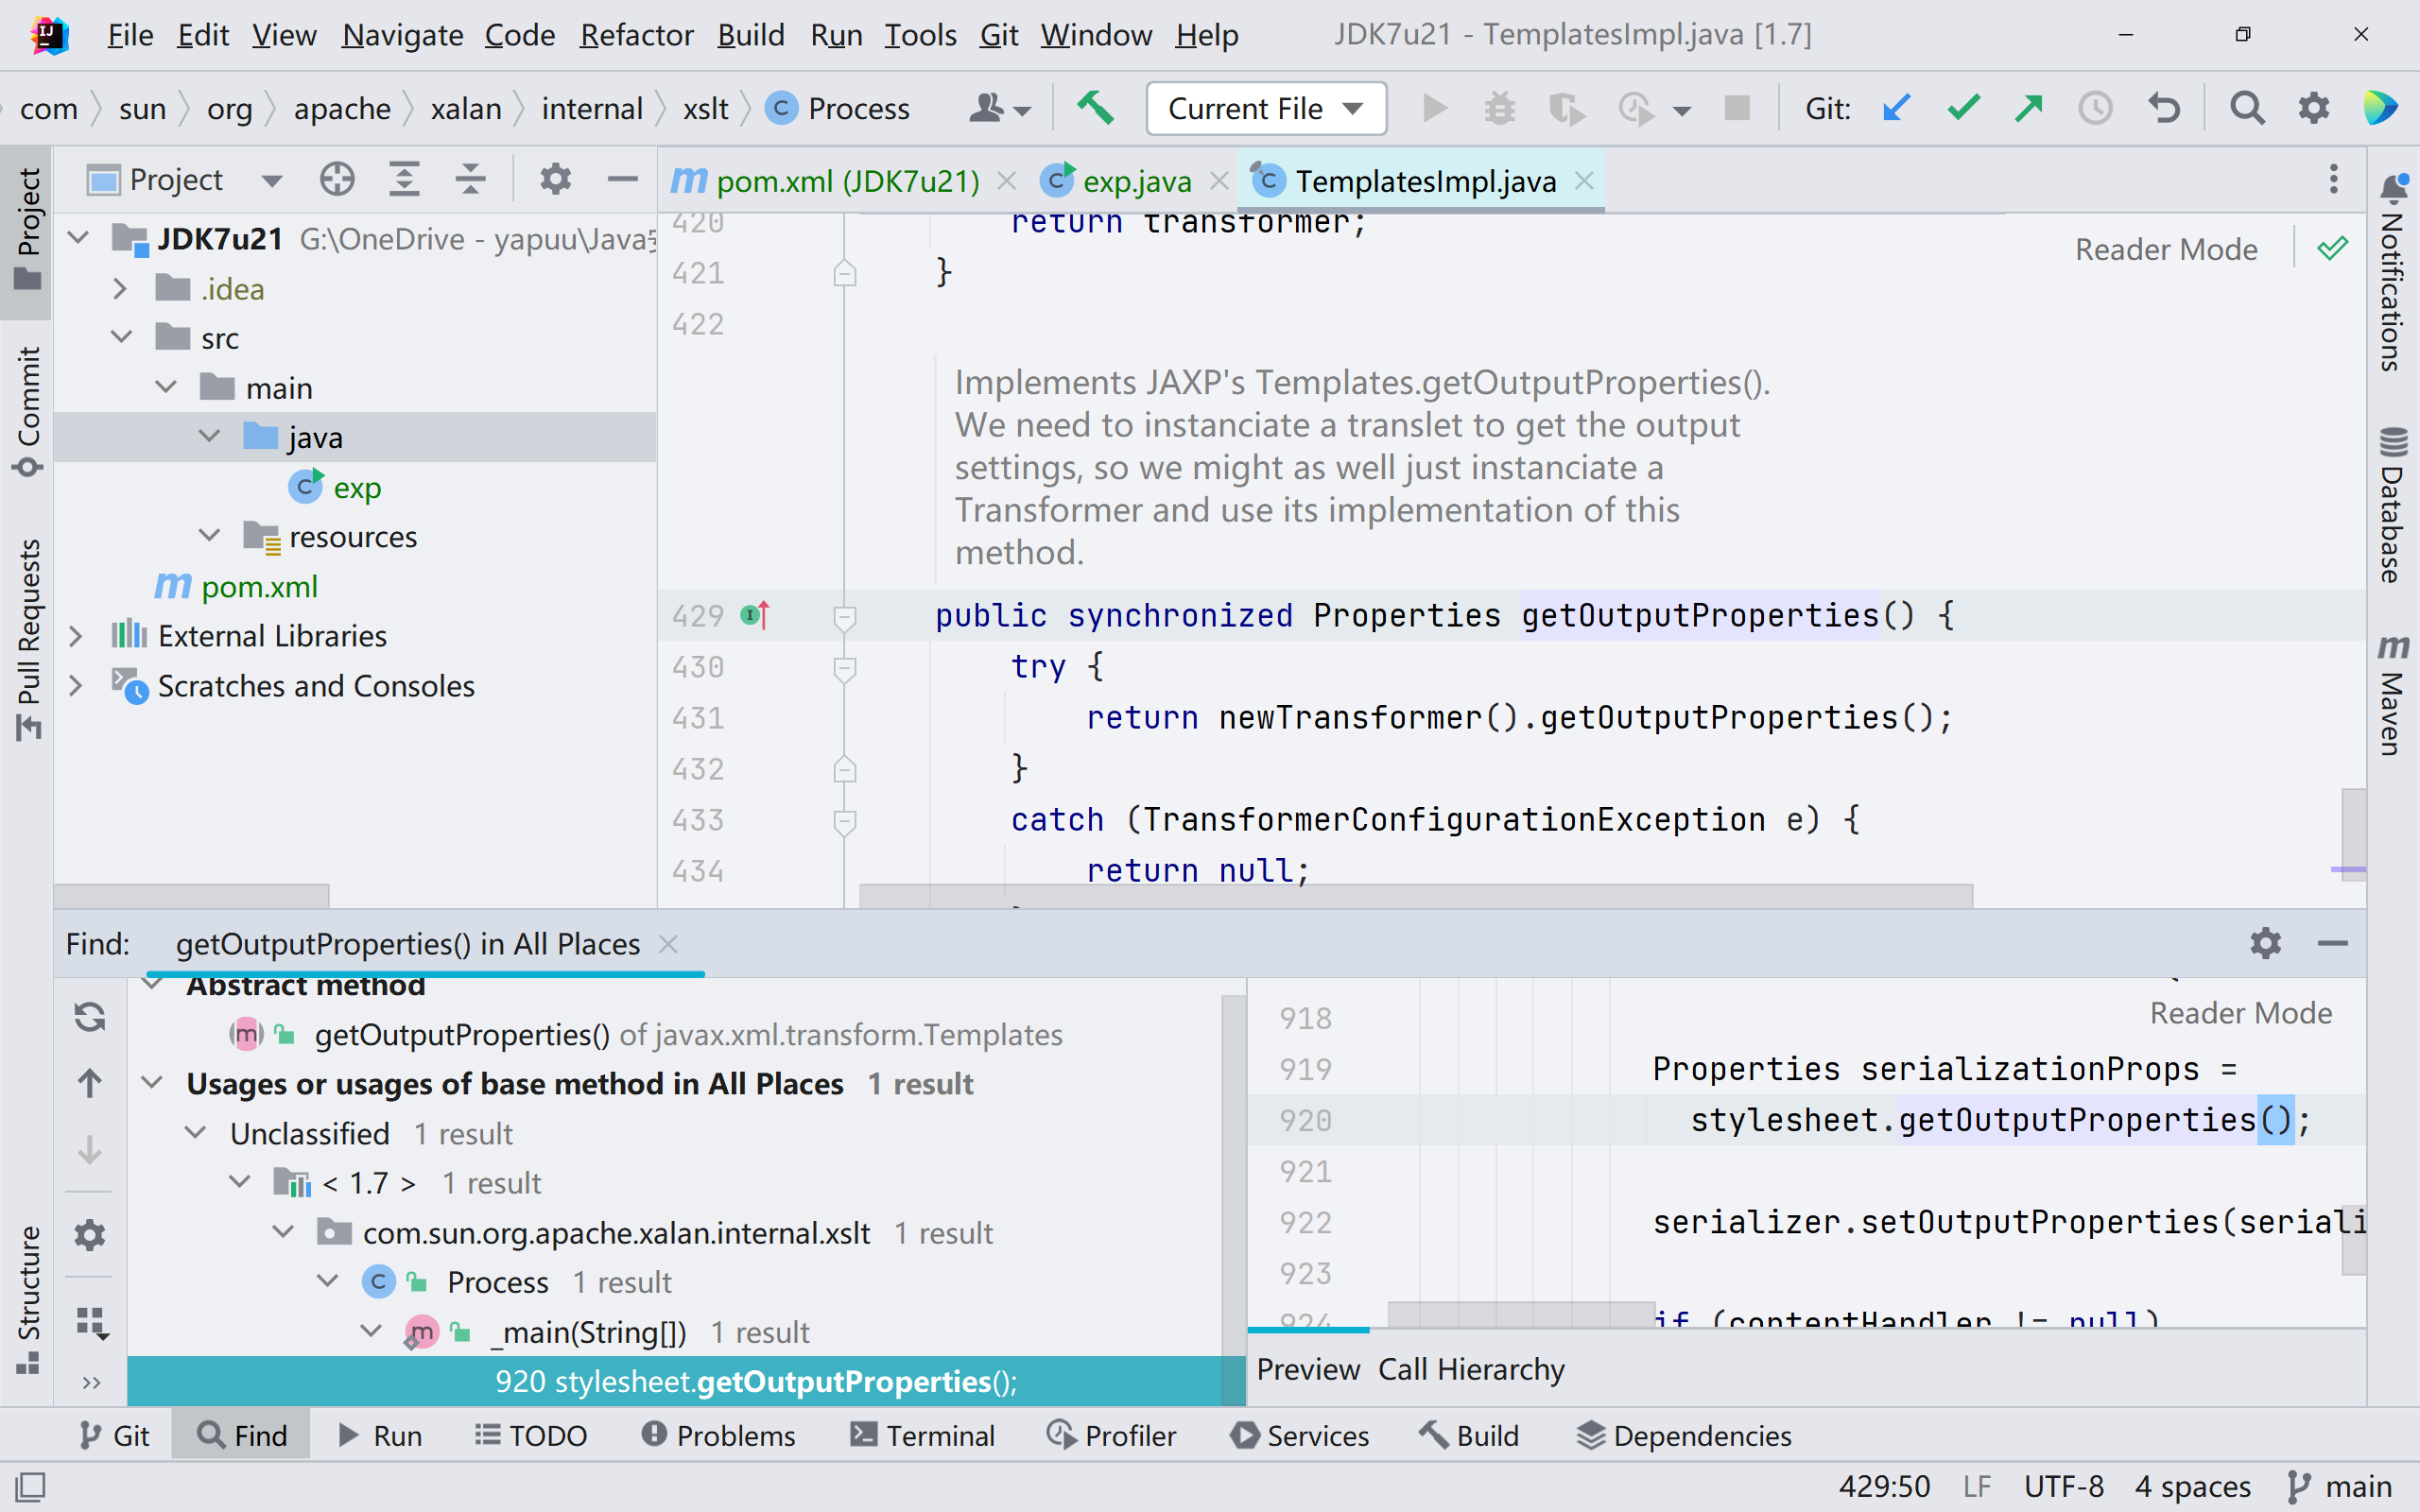 File Edit View Navigate Code Refactor Build Run Tools Git Window Help JDK7u21 - TemplatesImpl.java [1.7]
com sun org apache xalan internal xslt Process Current File Git:
Project
pom.xml (JDK7u21) exp.java TemplatesImpl.java
JDK7u21 G:\OneDrive - yapuu\Java
.idea
src
main
java
exp
resources
pom.xml
External Libraries
Scratches and Consoles
Project
Commit
Pull Requests
Structure
420 return transformer;
421 }
422
Reader Mode
Implements JAXP's Templates.getOutputProperties().
We need to instanciate a translet to get the output
settings, so we might as well just instanciate a
Transformer and use its implementation of this
method.
429 public synchronized Properties getOutputProperties() {
430 try {
431 return newTransformer().getOutputProperties();
432 }
433 catch (TransformerConfigurationException e) {
434 return null;
Notifications
Database
Maven
Find: getOutputProperties() in All Places
Abstract method
getOutputProperties() of javax.xml.transform.Templates
Usages or usages of base method in All Places 1 result
Unclassified 1 result
< 1.7 > 1 result
com.sun.org.apache.xalan.internal.xslt 1 result
Process 1 result
_main(String[]) 1 result
920 stylesheet.getOutputProperties();
918
Reader Mode
919 Properties serializationProps =
920 stylesheet.getOutputProperties();
921
922 serializer.setOutputProperties(seriali
923
924 if (contentHandler != null)
Preview Call Hierarchy
Git Find Run TODO Problems Terminal Profiler Services Build Dependencies
429:50 LF UTF-8 4 spaces main